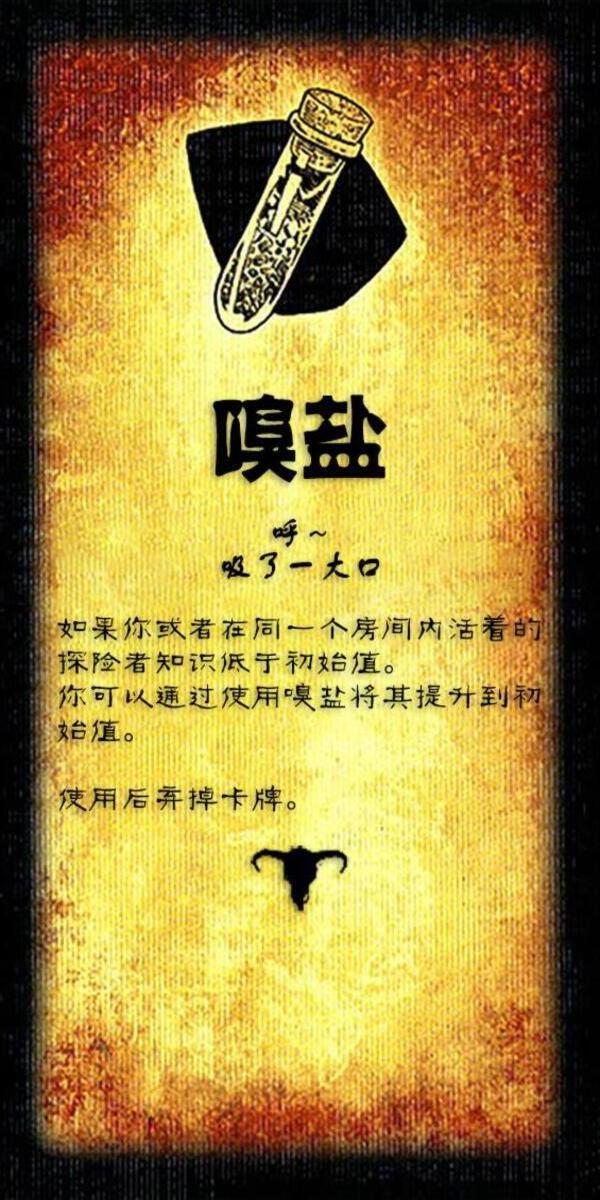 嗅盐
呼~
吸了一大口
如果你或者在同一个房间内活着的
探险者知识低于初始值。
你可以通过使用嗅盐将其提升到初
始值。
使用后弃掉卡牌。